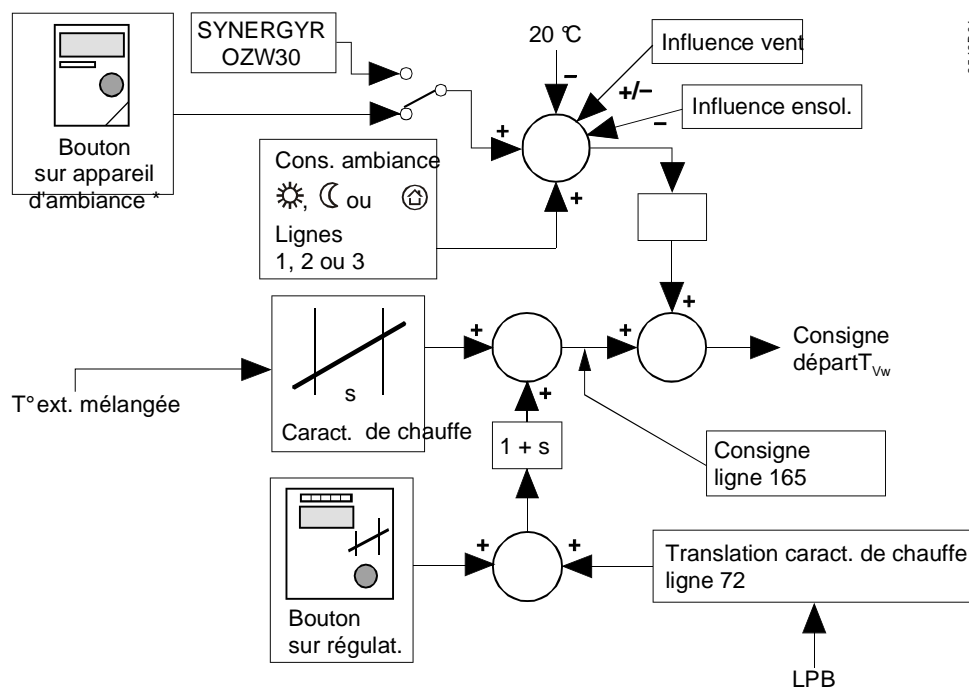 SYNERGYR
OZW30
20 °C
Influence vent
+/−
−
Influence ensol.
−
Bouton
sur appareil
d'ambiance *
+
Cons. ambiance
, ou
Lignes
1, 2 ou 3
+
+
+
+
Consigne
départT_Vw
s
T° ext. mélangée
Caract. de chauffe
+
1 + s
Consigne
ligne 165
+
+
Translation caract. de chauffe
ligne 72
Bouton
sur régulat.
LPB